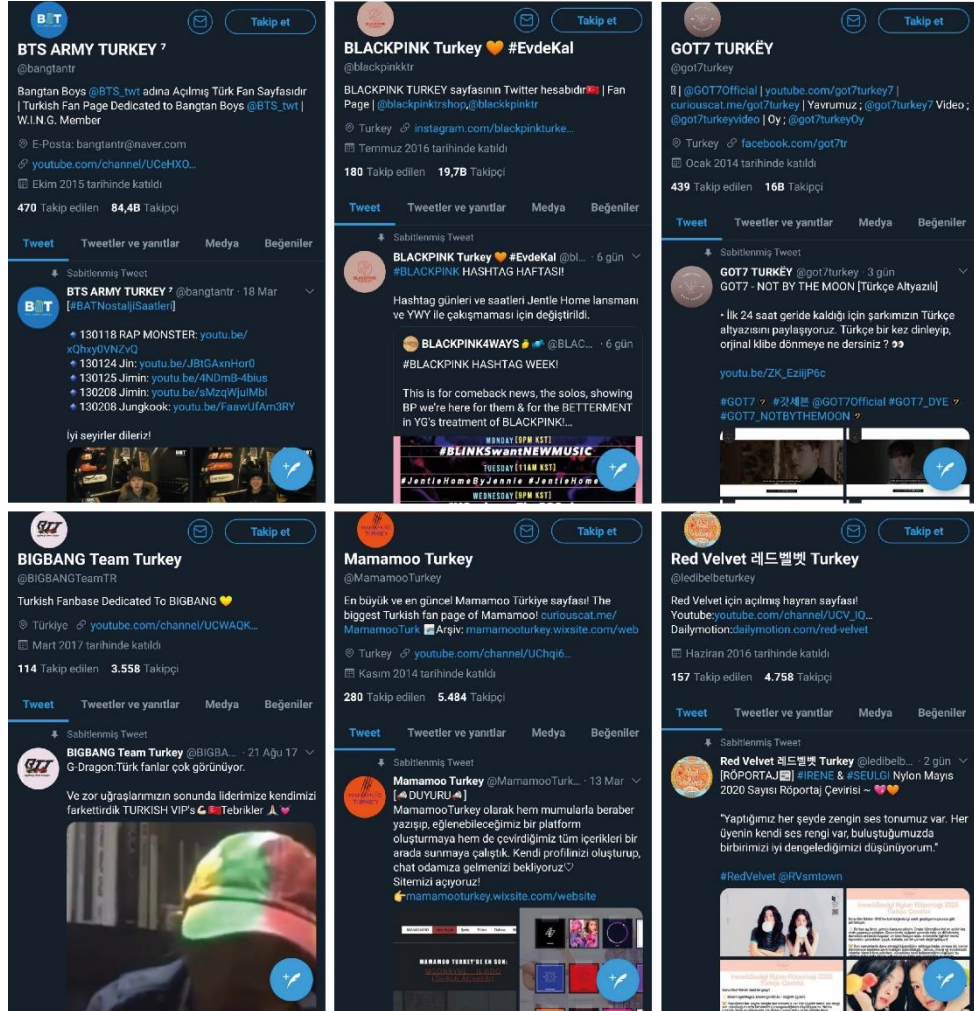 BTS ARMY TURKEY ⁷
@bangtantr
Bangtan Boys @BTS_twt adına Açılmış Türk Fan Sayfasıdır
| Turkish Fan Page Dedicated to Bangtan Boys @BTS_twt |
W.I.N.G. Member
E-Posta: bangtantr@naver.com
youtube.com/channel/UCeHXO...
Ekim 2015 tarihinde katıldı
470 Takip edilen 84,4B Takipçi
Takip et
Tweet Tweetler ve yanıtlar Medya Beğeniler
Sabitlenmiş Tweet
BTS ARMY TURKEY ⁷ @bangtantr · 18 Mar
[#BATNostaljiSaatleri]
🔹130118 RAP MONSTER: youtu.be/
xQhxy0VNZvQ
🔹130124 Jin: youtu.be/JBtGAxnHor0
🔹130125 Jimin: youtu.be/4NDmB-4bius
🔹130208 Jimin: youtu.be/sMzqWjuIMbI
🔹130208 Jungkook: youtu.be/FaawUfAm3RY
İyi seyirler dileriz!
Takip et
BLACKPINK Turkey 🧡 #EvdeKal
@blackpinkktr
BLACKPINK TURKEY sayfasının Twitter hesabıdır🇹🇷 | Fan
Page | @blackpinktrshop,@blackkpinktr
Turkey instagram.com/blackpinkturke...
Temmuz 2016 tarihinde katıldı
180 Takip edilen 19,7B Takipçi
Tweet Tweetler ve yanıtlar Medya Beğeniler
Sabitlenmiş Tweet
BLACKPINK Turkey 🧡 #EvdeKal @bl... · 6 gün
#BLACKPINK HASHTAG HAFTASI!
Hashtag günleri ve saatleri Jentle Home lansmanı
ve YWY ile çakışmaması için değiştirildi.
BLACKPINK4WAYS @BLAC... · 6 gün
#BLACKPINK HASHTAG WEEK!
This is for comeback news, the solos, showing
BP we're here for them & for the BETTERMENT
in YG's treatment of BLACKPINK!...
MONDAY [9PM KST]
#BLINKSwantNEWMUSIC
TUESDAY [11AM KST]
#JentleHomeByJennie #JentleHome
WEDNESDAY [9PM KST]
Takip et
GOT7 TURKËY
@got7turkey
| @GOT7Official | youtube.com/got7turkey7 |
curiouscat.me/got7turkey | Yavrumuz ; @got7turkey7 Video ;
@got7turkeyvideo | Oy ; @got7turkeyOy
Turkey facebook.com/got7tr
Ocak 2014 tarihinde katıldı
439 Takip edilen 16B Takipçi
Tweet Tweetler ve yanıtlar Medya Beğeniler
Sabitlenmiş Tweet
GOT7 TURKËY @got7turkey · 3 gün
GOT7 - NOT BY THE MOON [Türkçe Altyazılı]
• İlk 24 saat geride kaldığı için şarkımızın Türkçe
altyazısını paylaşıyoruz. Türkçe bir kez dinleyip,
orjinal klibe dönmeye ne dersiniz ? 👀
youtu.be/ZK_EziijP6c
#GOT7 #갓세븐 @GOT7Official #GOT7_DYE
#GOT7_NOTBYTHEMOON
Takip et
BIGBANG Team Turkey
@BIGBANGTeamTR
Turkish Fanbase Dedicated To BIGBANG 💛
Türkiye youtube.com/channel/UCWAQK...
Mart 2017 tarihinde katıldı
114 Takip edilen 3.558 Takipçi
Tweet Tweetler ve yanıtlar Medya Beğeniler
Sabitlenmiş Tweet
BIGBANG Team Turkey @BIGBA... · 21 Ağu 17
G-Dragon:Türk fanlar çok görünüyor.
Ve zor uğraşlarımızın sonunda liderimize kendimizi
farkettirdik TURKISH VIP's💪🇹🇷Tebrikler 🙏💓
Takip et
Mamamoo Turkey
@MamamooTurkey
En büyük ve en güncel Mamamoo Türkiye sayfası! The
biggest Turkish fan page of Mamamoo! curiouscat.me/
MamamooTurk Arşiv: mamamooturkey.wixsite.com/web
Turkey youtube.com/channel/UChqi6...
Kasım 2014 tarihinde katıldı
280 Takip edilen 5.484 Takipçi
Tweet Tweetler ve yanıtlar Medya Beğeniler
Sabitlenmiş Tweet
Mamamoo Turkey @MamamooTurk... · 13 Mar
[📣DUYURU📣]
MamamooTurkey olarak hem mumularla beraber
yazışıp, eğlenebileceğimiz bir platform
oluşturmaya hem de çevirdiğimiz tüm içerikleri bir
arada sunmaya çalıştık. Kendi profilinizi oluşturup,
chat odamıza gelmenizi bekliyoruz♡
Sitemizi açıyoruz!
👉mamamooturkey.wixsite.com/website
MAMAMOO TURKEY'DE EN SON:
Takip et
Red Velvet 레드벨벳 Turkey
@ledibelbeturkey
Red Velvet için açılmış hayran sayfası!
Youtube:youtube.com/channel/UCV_IQ...
Dailymotion:dailymotion.com/red-velvet
Haziran 2016 tarihinde katıldı
157 Takip edilen 4.758 Takipçi
Tweet Tweetler ve yanıtlar Medya Beğeniler
Sabitlenmiş Tweet
Red Velvet 레드벨벳 Turkey @ledibelb... · 2 gün
[RÖPORTAJ📰] #IRENE & #SEULGI Nylon Mayıs
2020 Sayısı Röportaj Çevirisi ~ 💖🧡
"Yaptığımız her şeyde zengin ses tonumuz var. Her
üyenin kendi ses rengi var, buluştuğumuzda
birbirimizi iyi dengelediğimizi düşünüyorum."
#RedVelvet @RVsmtown